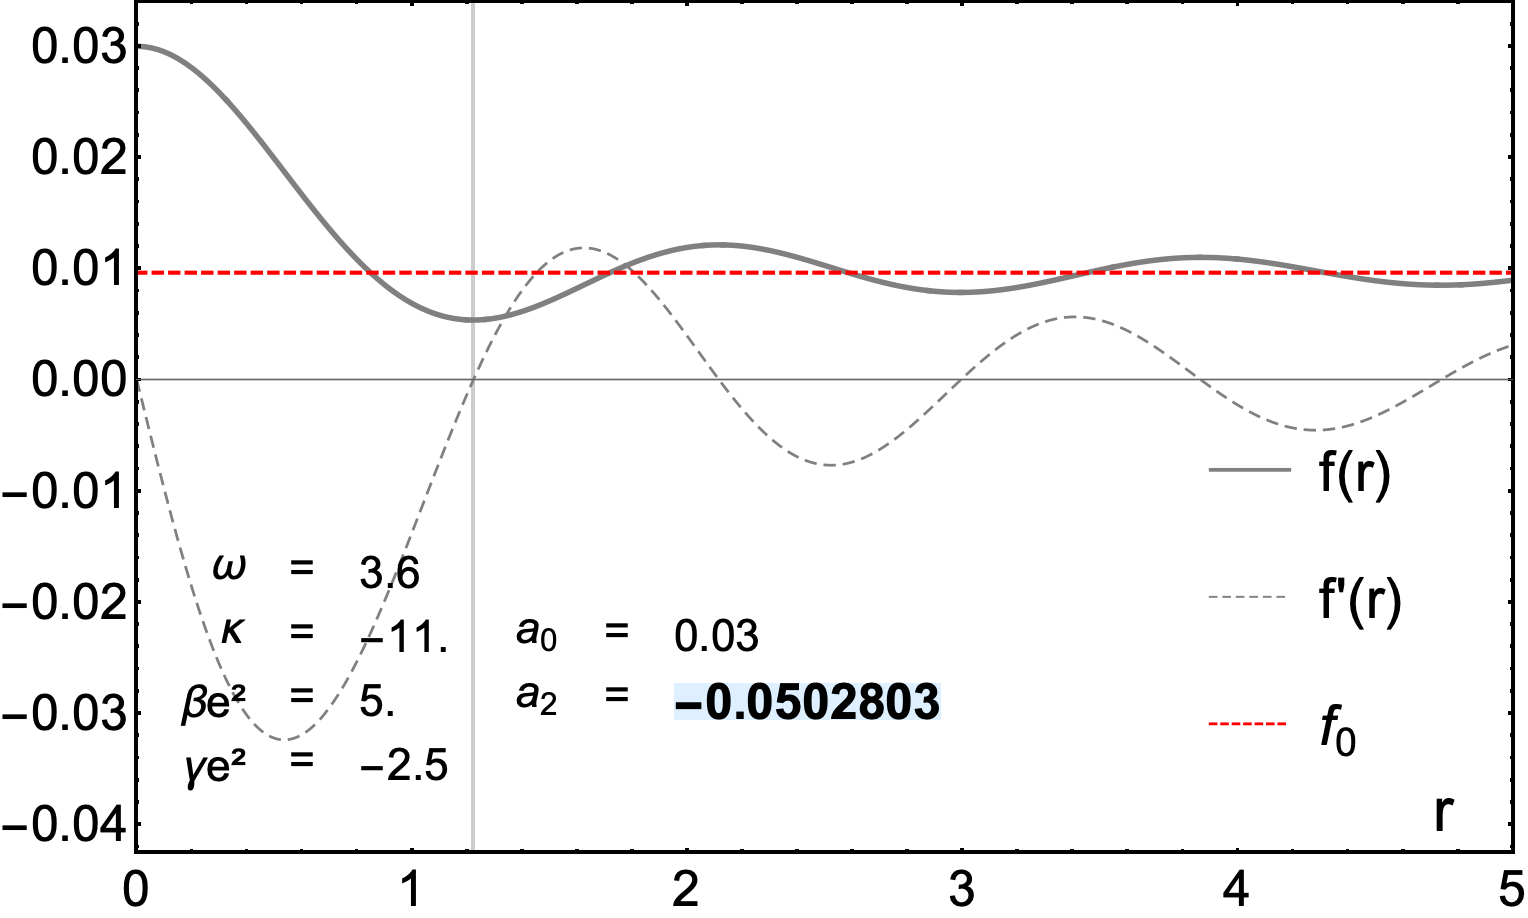 0.03
0.02
0.01
0.00
−0.01
−0.02
−0.03
−0.04
ω = 3.6
κ = −11. a₀ = 0.03
βe² = 5. a₂ = −0.0502803
γe² = −2.5
f(r)
f'(r)
f₀
r
0 1 2 3 4 5